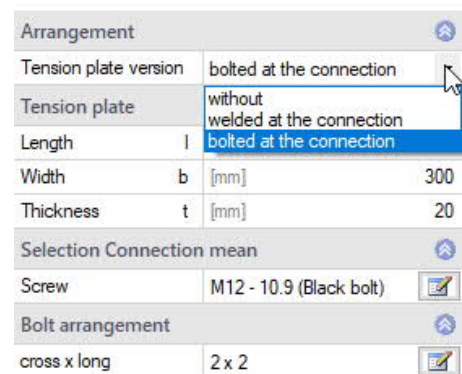 Arrangement
Tension plate version bolted at the connection
without
Tension plate
welded at the connection
bolted at the connection
Length l
Width b [mm] 300
Thickness t [mm] 20
Selection Connection mean
Screw M12 - 10.9 (Black bolt)
Bolt arrangement
cross x long 2 x 2